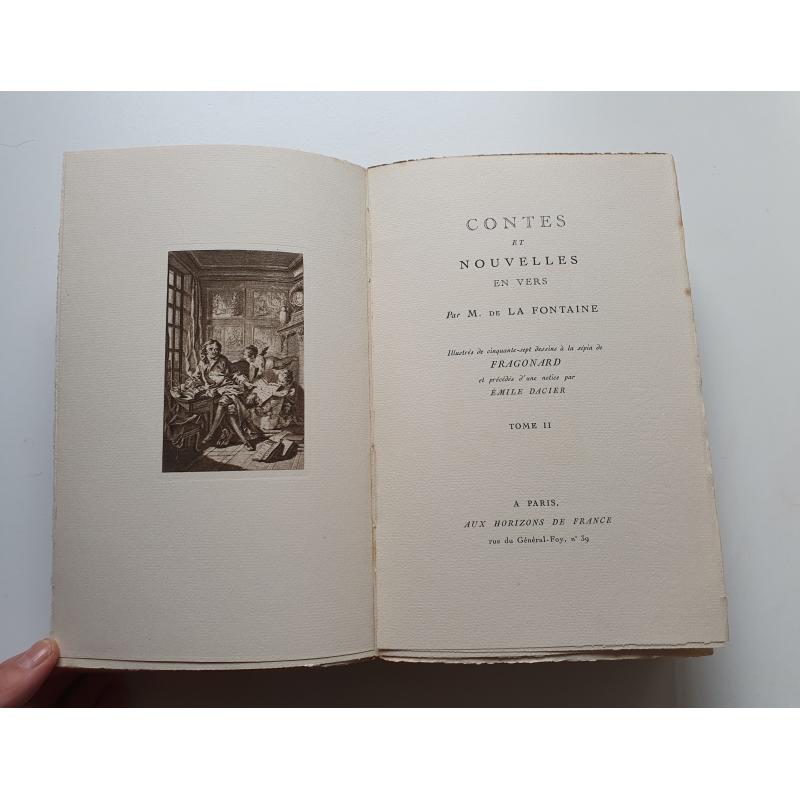 CONTES
ET
NOUVELLES
EN VERS
Par M. DE LA FONTAINE
Illustrés de cinquante-sept dessins à la sépia de
FRAGONARD
et précédés d'une notice par
ÉMILE DACIER
TOME II
A PARIS,
AUX HORIZONS DE FRANCE
rue du Général-Foy, n° 39